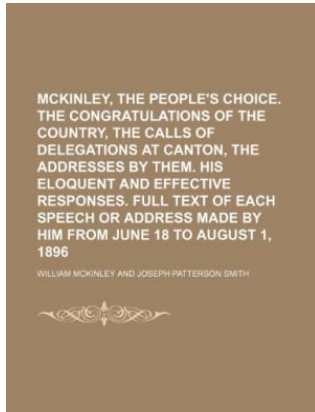 MCKINLEY, THE PEOPLE'S CHOICE.
THE CONGRATULATIONS OF THE
COUNTRY, THE CALLS OF
DELEGATIONS AT CANTON, THE
ADDRESSES BY THEM. HIS
ELOQUENT AND EFFECTIVE
RESPONSES. FULL TEXT OF EACH
SPEECH OR ADDRESS MADE BY
HIM FROM JUNE 18 TO AUGUST 1,
1896
WILLIAM MCKINLEY AND JOSEPH PATTERSON SMITH